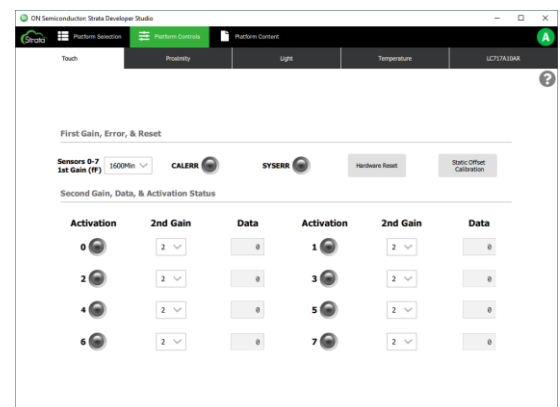 ON Semiconductor: Strata Developer Studio
Strata Platform Selection Platform Controls Platform Content A
Touch Proximity Light Temperature LC717A10AR
?
First Gain, Error, & Reset
Sensors 0-7
1st Gain (fF) 1600Min CALERR SYSERR Hardware Reset Static Offset
Calibration
Second Gain, Data, & Activation Status
Activation 2nd Gain Data Activation 2nd Gain Data
0 2 0 1 2 0
2 2 0 3 2 0
4 2 0 5 2 0
6 2 0 7 2 0